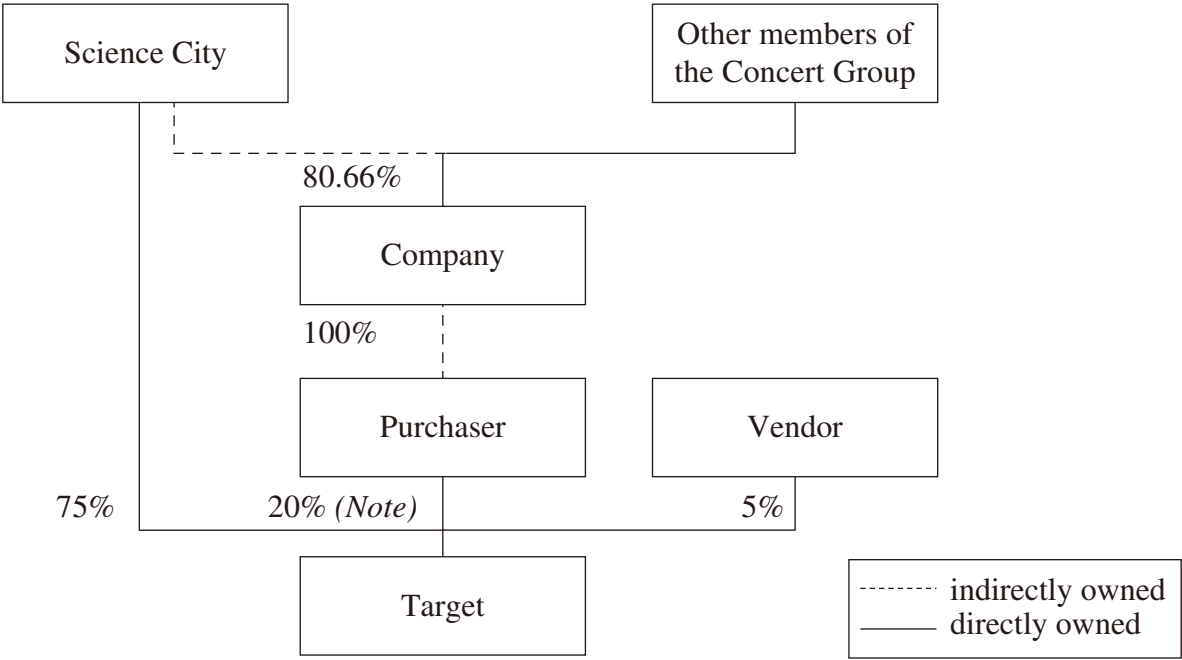 Science City
Other members of
the Concert Group
80.66%
Company
100%
Purchaser
Vendor
75%
20% (Note)
5%
Target
indirectly owned
directly owned